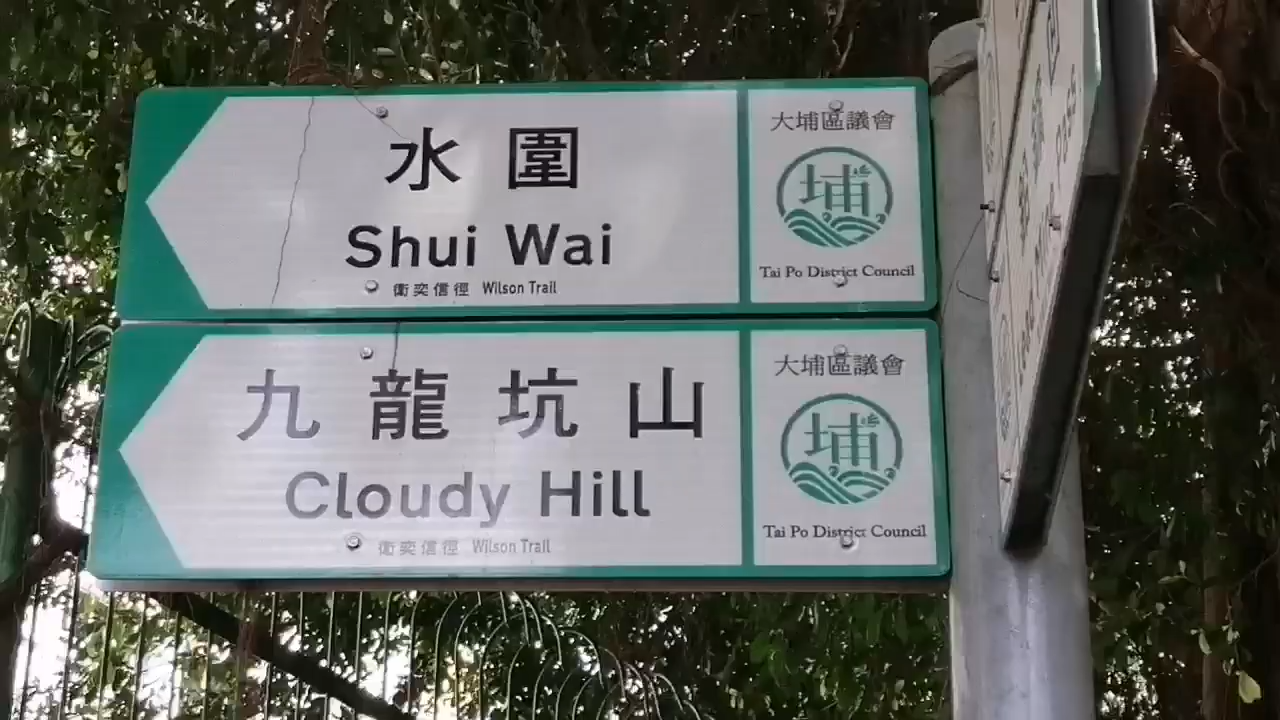 水 圍
Shui Wai
衞奕信徑 Wilson Trail
大埔區議會
埔
Tai Po District Council
九 龍 坑 山
Cloudy Hill
衞奕信徑 Wilson Trail
大埔區議會
埔
Tai Po District Council